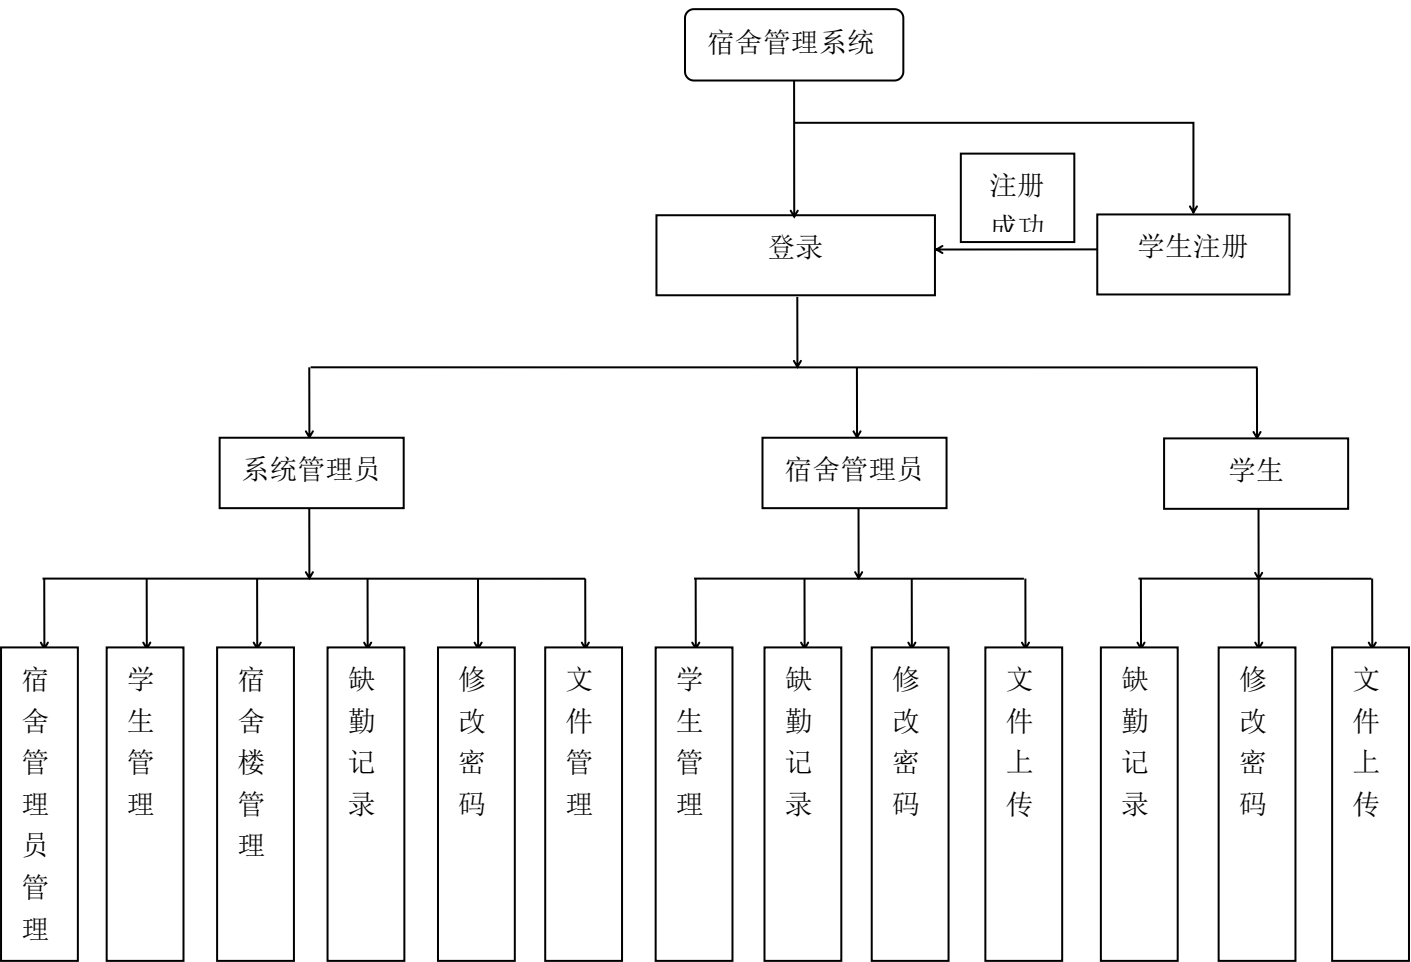 宿舍管理系统
注册
成功
登录
学生注册
系统管理员
宿舍管理员
学生
宿舍管理员管理
学生管理
宿舍楼管理
缺勤记录
修改密码
文件管理
学生管理
缺勤记录
修改密码
文件上传
缺勤记录
修改密码
文件上传